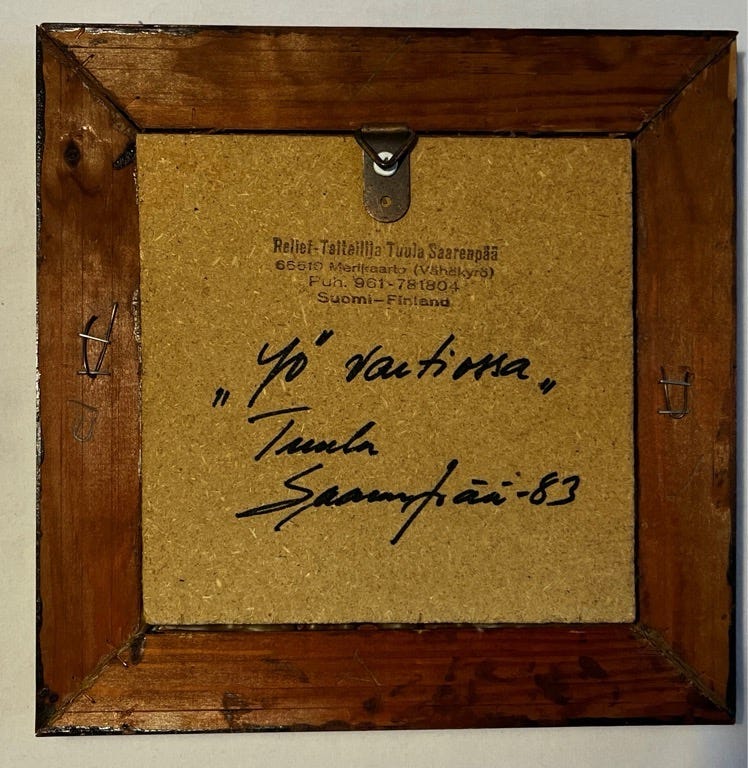 Relief-Taiteilija Tuula Saarenpää
66510 Merikaarto (Vähäkyrö)
Puh. 961-781804
Suomi-Finland
„ Yö" vartiossa „
Tuula
Saarenpää -83